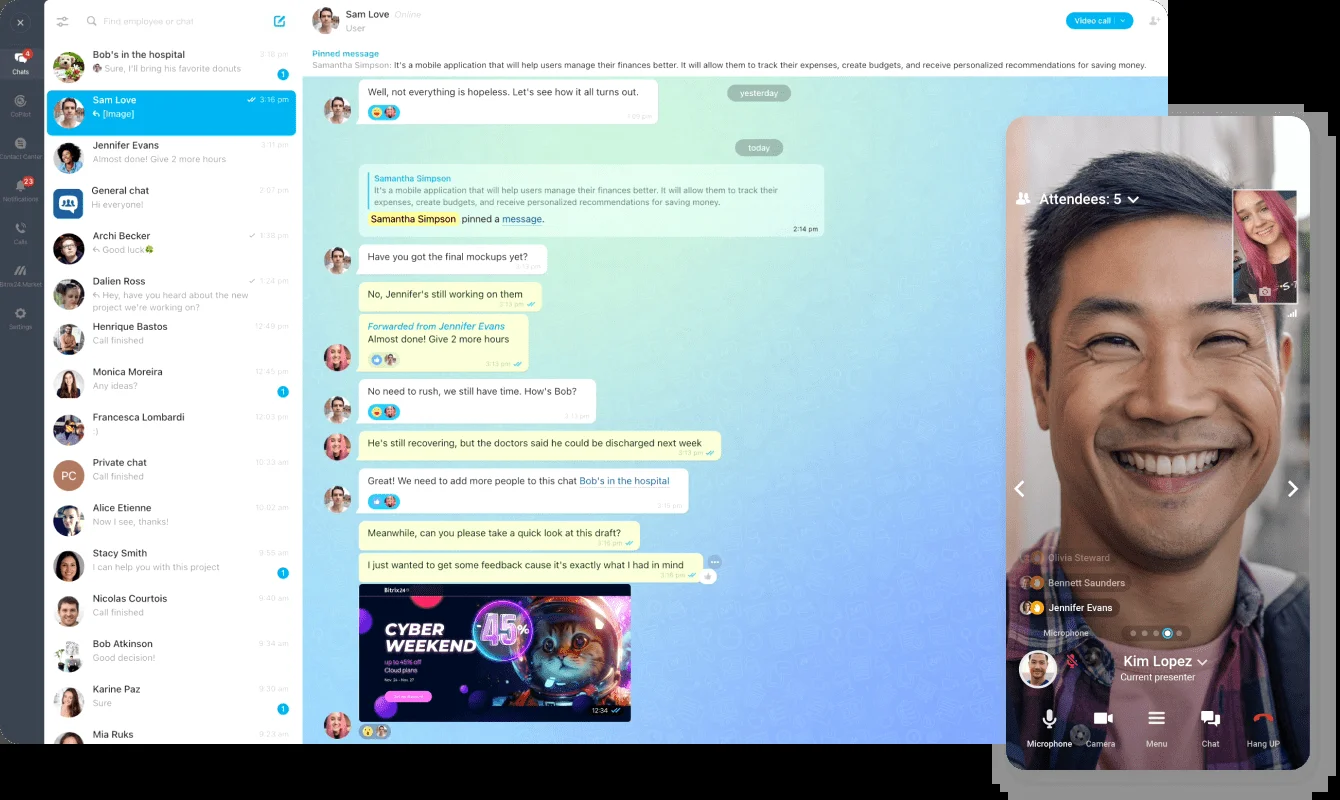 4
Chats
CoPilot
Contact Center
23
Notifications
Calls
Bitrix24 Market
Settings
Find employee or chat
Bob's in the hospital
3:18 pm
Sure, I'll bring his favorite donuts
1
Sam Love
3:16 pm
[Image]
Jennifer Evans
3:11 pm
Almost done! Give 2 more hours
General chat
2:07 pm
Hi everyone!
Archi Becker
1:38 pm
Good luck
Dalien Ross
1:24 pm
Hey, have you heard about the new
project we're working on?
Henrique Bastos
12:49 pm
Call finished
Monica Moreira
12:45 pm
Any ideas?
1
Francesca Lombardi
12:03 pm
:)
Private chat
10:33 am
PC
Call finished
Alice Etienne
10:02 am
Now I see, thanks!
Stacy Smith
9:55 am
I can help you with this project
1
Nicolas Courtois
9:40 am
Call finished
Bob Atkinson
9:34 am
Good decision!
Karine Paz
9:30 am
Sure
1
Mia Ruks
9:23 am
Sam Love Online
User
Video call
Pinned message
Samantha Simpson: It's a mobile application that will help users manage their finances better. It will allow them to track their expenses, create budgets, and receive personalized recommendations for saving money.
yesterday
Well, not everything is hopeless. Let's see how it all turns out.
today
Samantha Simpson
It's a mobile application that will help users manage their finances better. It will allow them to track their
expenses, create budgets, and receive personalized recommendations for saving money.
Samantha Simpson pinned a message.
2:14 pm
Have you got the final mockups yet?
3:13 pm
No, Jennifer's still working on them
3:13 pm
Forwarded from Jennifer Evans
Almost done! Give 2 more hours
3:13 pm
No need to rush, we still have time. How's Bob?
3:13 pm
He's still recovering, but the doctors said he could be discharged next week
3:13 pm
Great! We need to add more people to this chat Bob's in the hospital
Meanwhile, can you please take a quick look at this draft?
3:16 pm
I just wanted to get some feedback cause it's exactly what I had in mind
3:16 pm
Bitrix24
CYBER
WEEKEND
-45%
up to 45% off
Cloud plans
Nov. 24 - Nov. 27
12:34
Attendees: 5
Olivia Steward
Bennett Saunders
Jennifer Evans
Microphone
Kim Lopez
Current presenter
Microphone
Camera
Menu
Chat
Hang UP